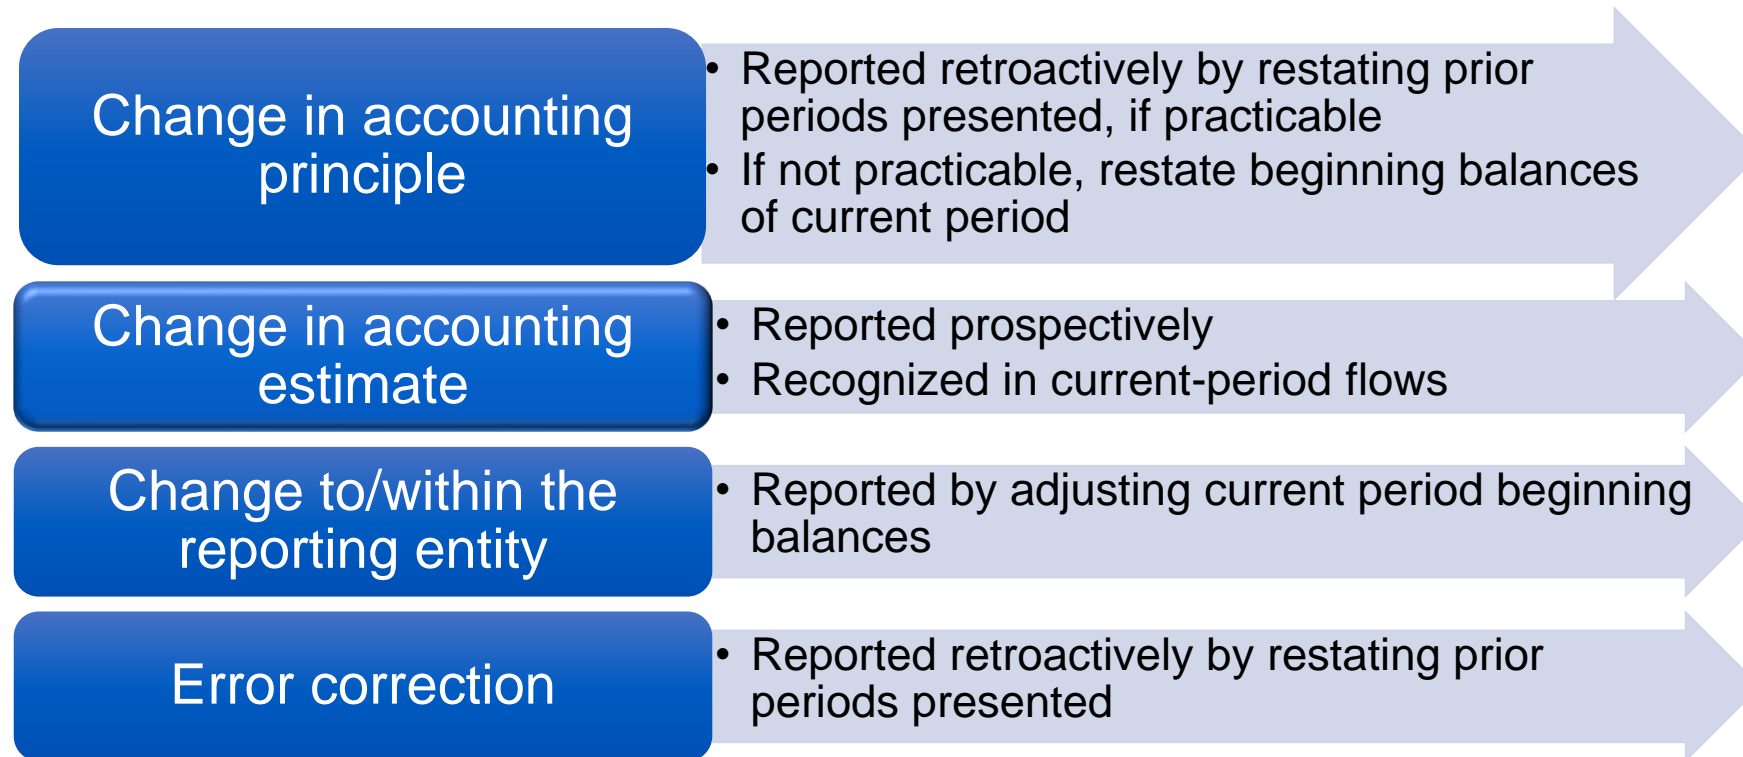 Change in accounting
principle
• Reported retroactively by restating prior
periods presented, if practicable
• If not practicable, restate beginning balances
of current period
Change in accounting
estimate
• Reported prospectively
• Recognized in current-period flows
Change to/within the
reporting entity
• Reported by adjusting current period beginning
balances
Error correction
• Reported retroactively by restating prior
periods presented